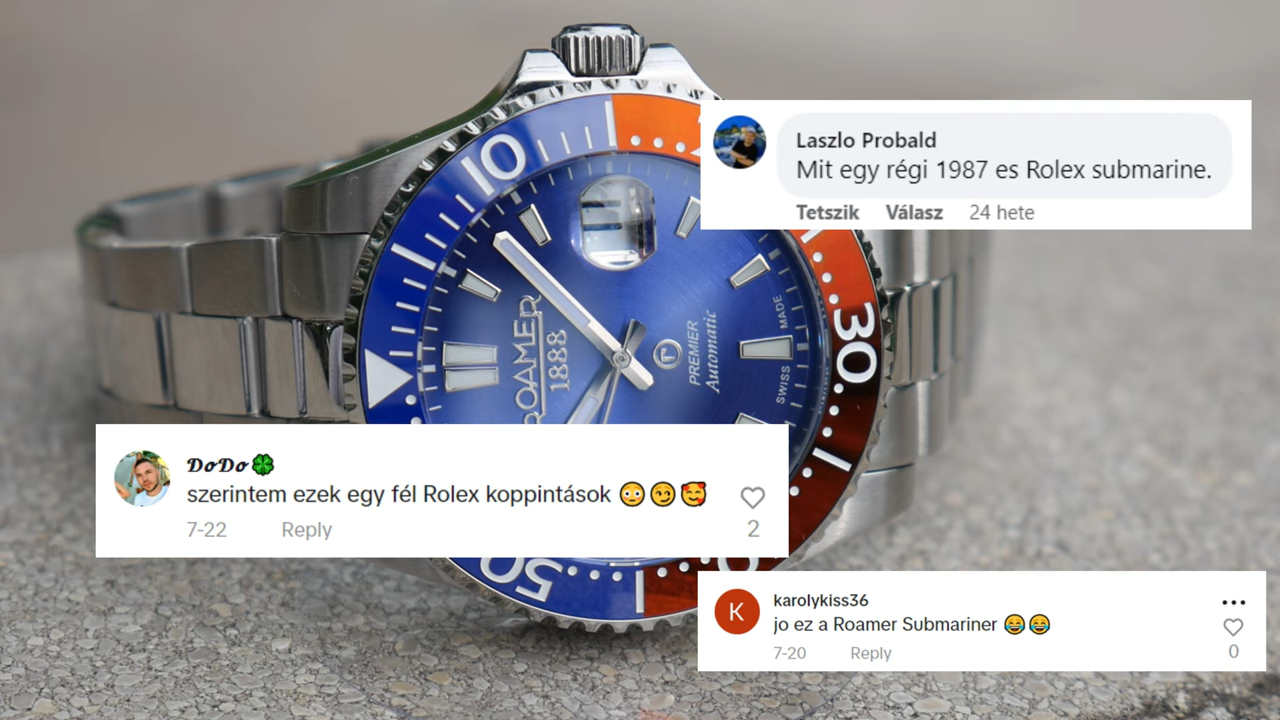 10
ROAMER
1888
PREMIER
Automatic
SWISS MADE
30
50
Laszlo Probald
Mit egy régi 1987 es Rolex submarine.
Tetszik Válasz 24 hete
DoDo🍀
szerintem ezek egy fél Rolex koppintások 😳😏🥰
7-22 Reply
2
K
karolykiss36
jo ez a Roamer Submariner 😂😂
7-20 Reply
0